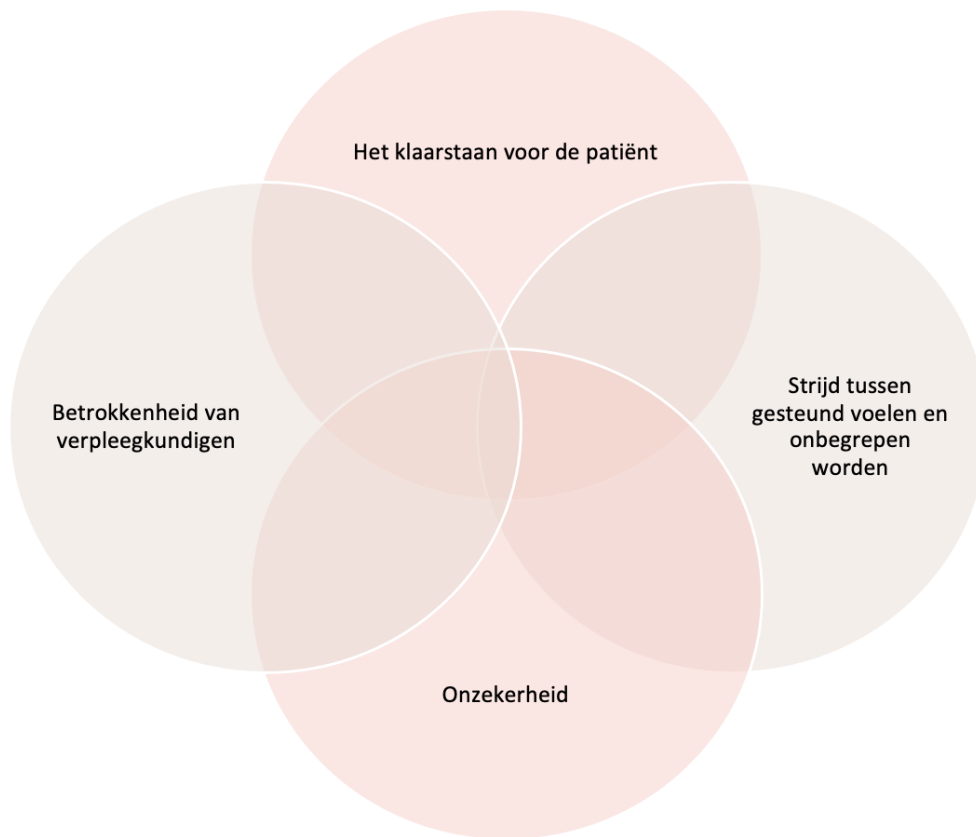 Het klaarstaan voor de patiënt
Betrokkenheid van
verpleegkundigen
Strijd tussen
gesteund voelen en
onbegrepen
worden
Onzekerheid